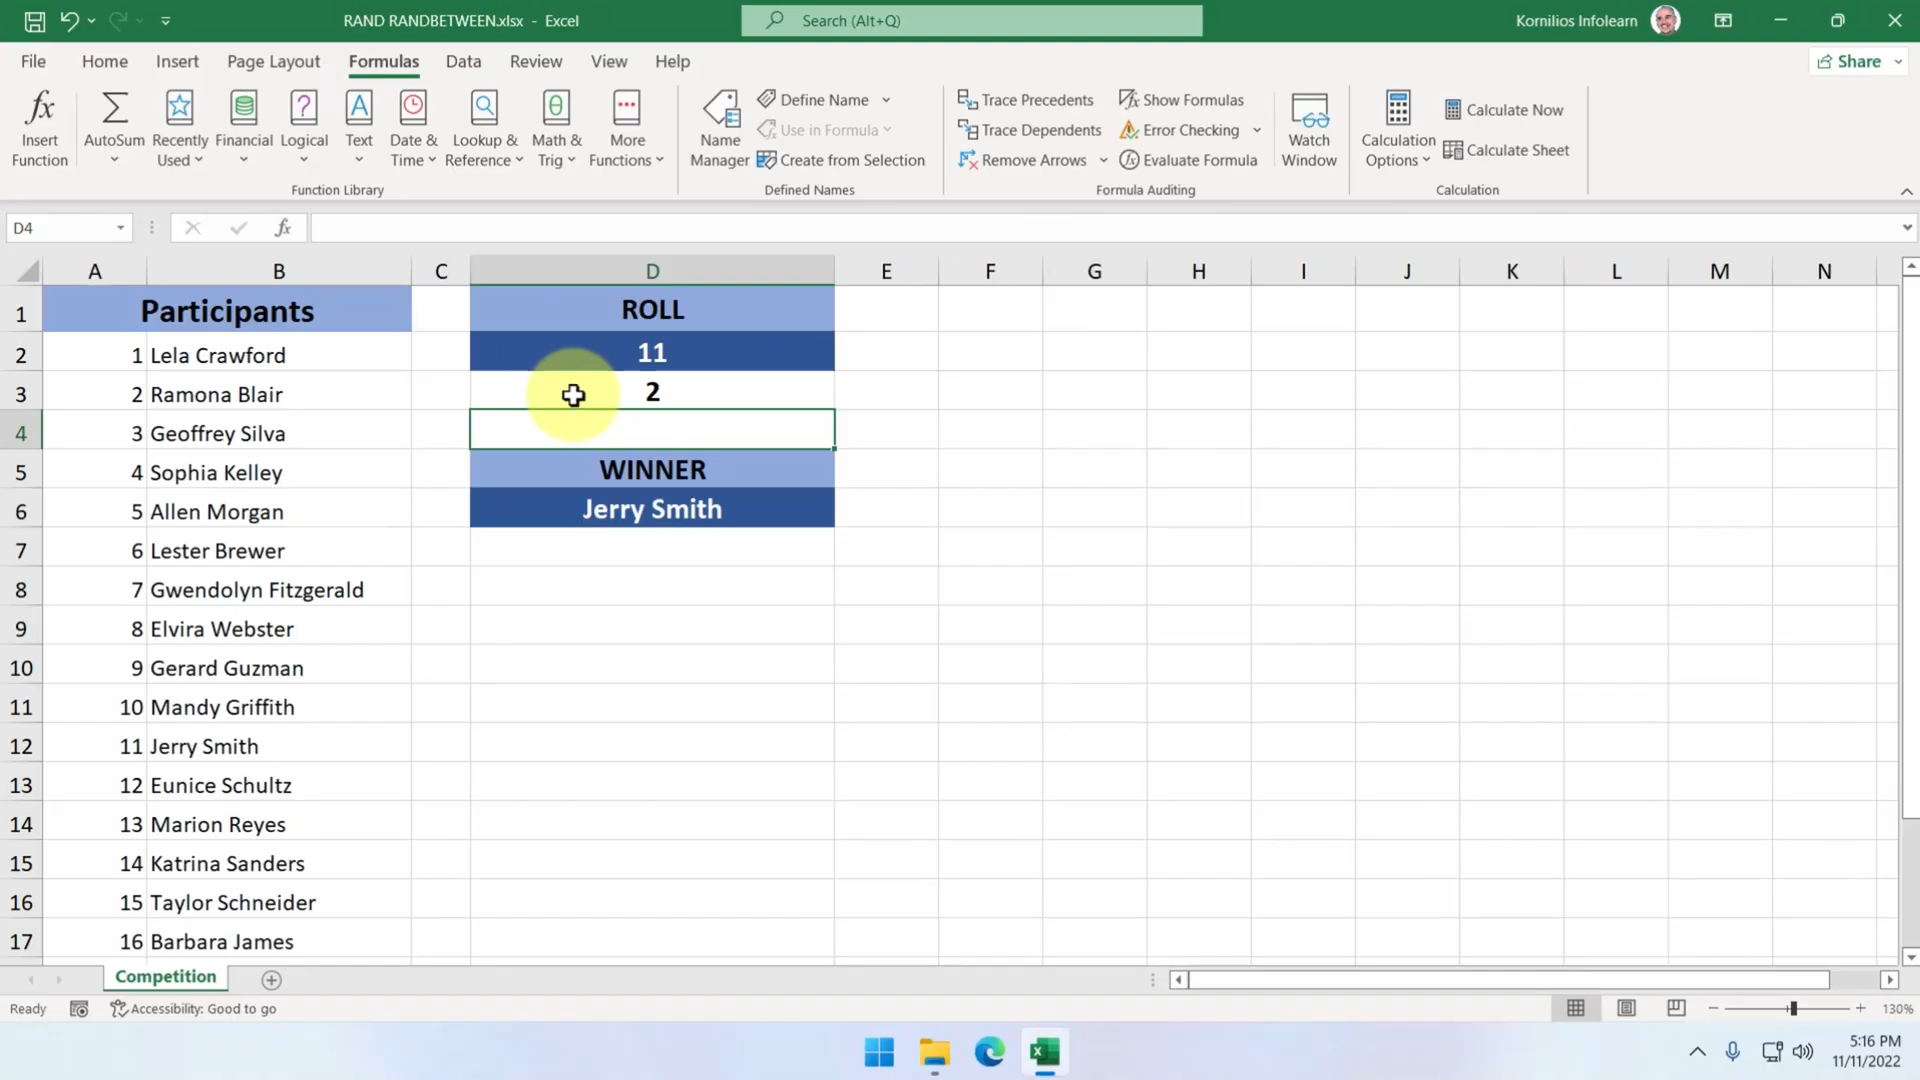 RAND RANDBETWEEN.xlsx - Excel
Search (Alt+Q)
Kornilios Infolearn
File Home Insert Page Layout Formulas Data Review View Help
Share
Insert Function
AutoSum
Recently Used
Financial
Logical
Text
Date & Time
Lookup & Reference
Math & Trig
More Functions
Function Library
Name Manager
Define Name
Use in Formula
Create from Selection
Defined Names
Trace Precedents
Trace Dependents
Remove Arrows
Show Formulas
Error Checking
Evaluate Formula
Formula Auditing
Watch Window
Calculation Options
Calculate Now
Calculate Sheet
Calculation
D4
fx
A B C D E F G H I J K L M N
1 Participants ROLL
2 1 Lela Crawford 11
3 2 Ramona Blair 2
4 3 Geoffrey Silva
5 4 Sophia Kelley WINNER
6 5 Allen Morgan Jerry Smith
7 6 Lester Brewer
8 7 Gwendolyn Fitzgerald
9 8 Elvira Webster
10 9 Gerard Guzman
11 10 Mandy Griffith
12 11 Jerry Smith
13 12 Eunice Schultz
14 13 Marion Reyes
15 14 Katrina Sanders
16 15 Taylor Schneider
17 16 Barbara James
Competition
Ready
Accessibility: Good to go
130%
5:16 PM
11/11/2022